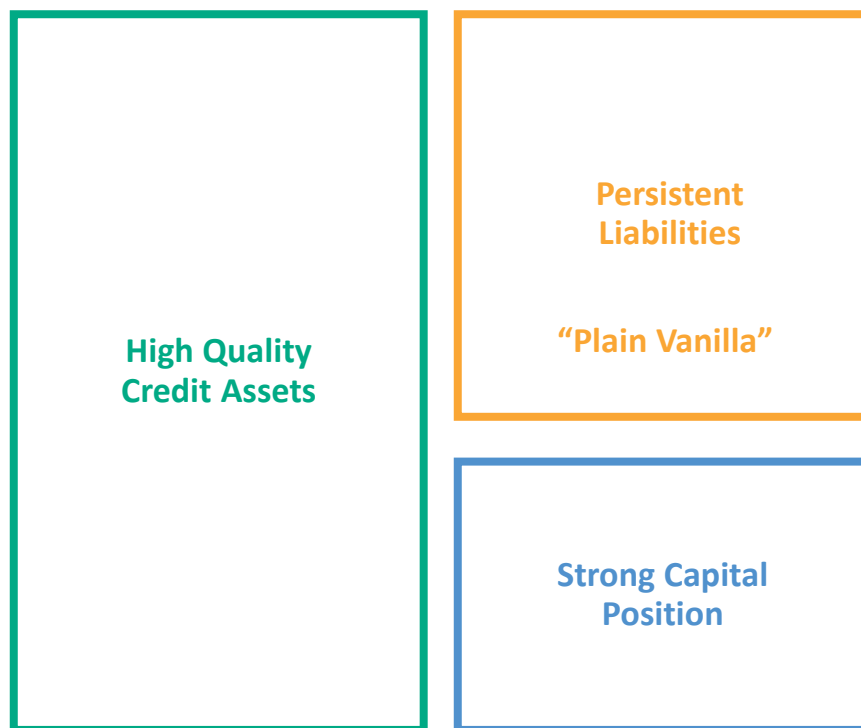 High Quality
Credit Assets
Persistent
Liabilities
“Plain Vanilla”
Strong Capital
Position